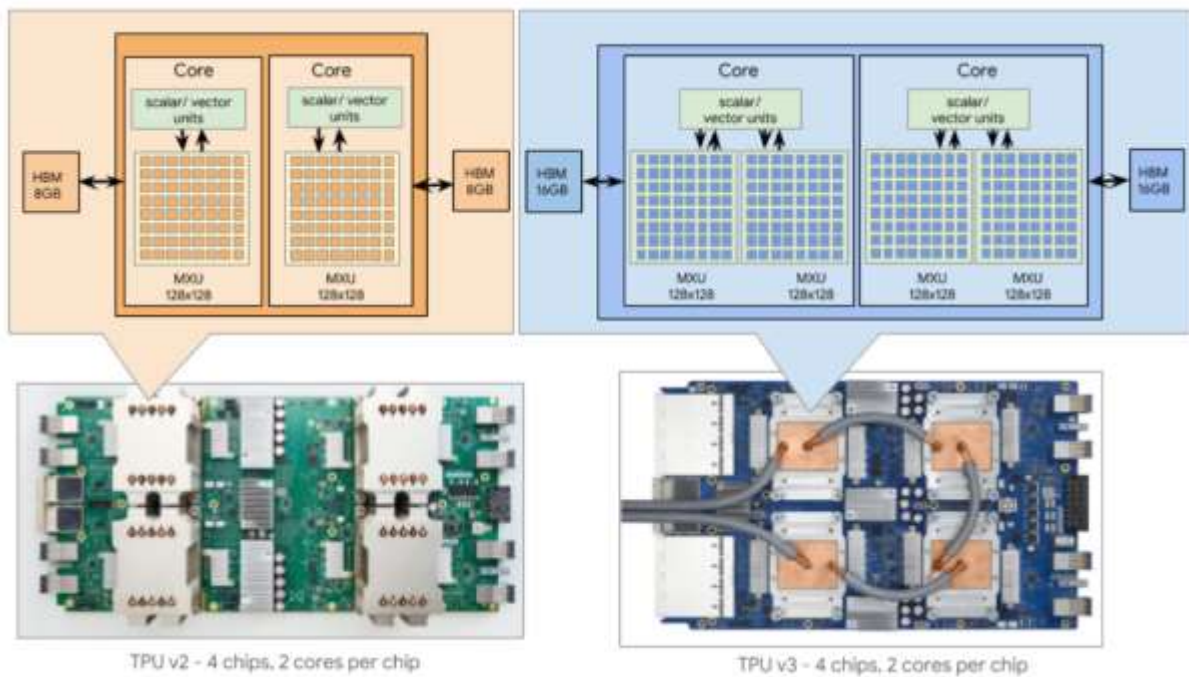 Core
scalar/ vector
units
HBM
8GB
MXU
128x128
Core
scalar/ vector
units
HBM
8GB
MXU
128x128
TPU v2 - 4 chips, 2 cores per chip
HBM
16GB
Core
scalar/
vector units
MXU
128x128
MXU
128x128
Core
scalar/
vector units
MXU
128x128
MXU
128x128
HBM
16GB
TPU v3 - 4 chips, 2 cores per chip